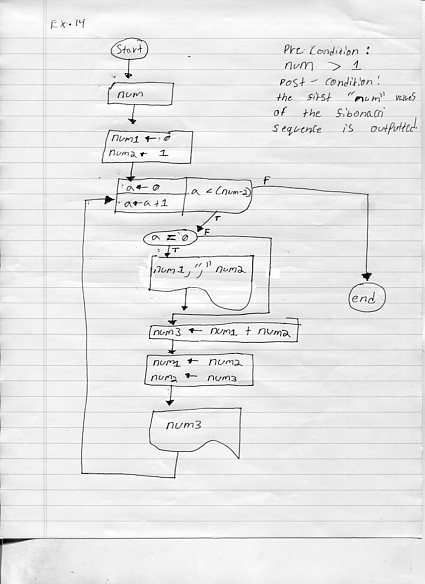 Ex. 14
Start
Pre Condition:
num > 1
Post-condition:
the first "num" values
of the fibonacci
sequence is outputted.
num
num1 ← 0
num2 ← 1
a ← 0
a ← a+1
a < (num-2)
F
T
a = 0
F
T
num1, "," num2
end
num3 ← num1 + num2
num1 ← num2
num2 ← num3
num3